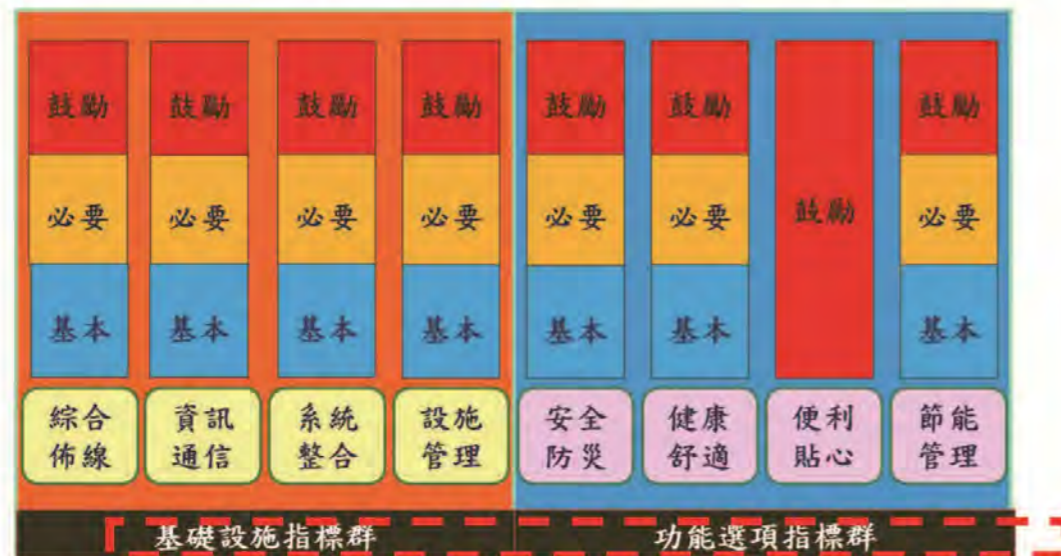 鼓勵 鼓勵 鼓勵 鼓勵 鼓勵 鼓勵 鼓勵
必要 必要 必要 必要 必要 必要 鼓勵 必要
基本 基本 基本 基本 基本 基本 基本
綜合 資訊 系統 設施 安全 健康 便利 節能
佈線 通信 整合 管理 防災 舒適 貼心 管理
基礎設施指標群 功能選項指標群